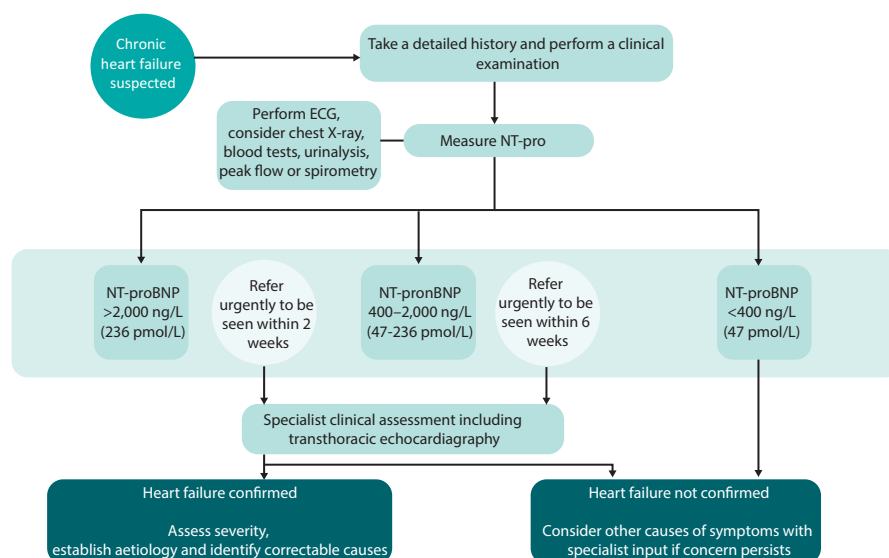 Chronic
heart failure
suspected
Take a detailed history and perform a clinical
examination
Perform ECG,
consider chest X-ray,
blood tests, urinalysis,
peak flow or spirometry
Measure NT-pro
NT-proBNP
>2,000 ng/L
(236 pmol/L)
Refer
urgently to be
seen within 2
weeks
NT-pronBNP
400–2,000 ng/L
(47-236 pmol/L)
Refer
urgently to be
seen within 6
weeks
NT-pronBNP
<400 ng/L
(47 pmol/L)
Specialist clinical assessment including
transthoracic echocardiagraphy
Heart failure confirmed
Assess severity,
establish aetiology and identify correctable causes
Heart failure not confirmed
Consider other causes of symptoms with
specialist input if concern persists